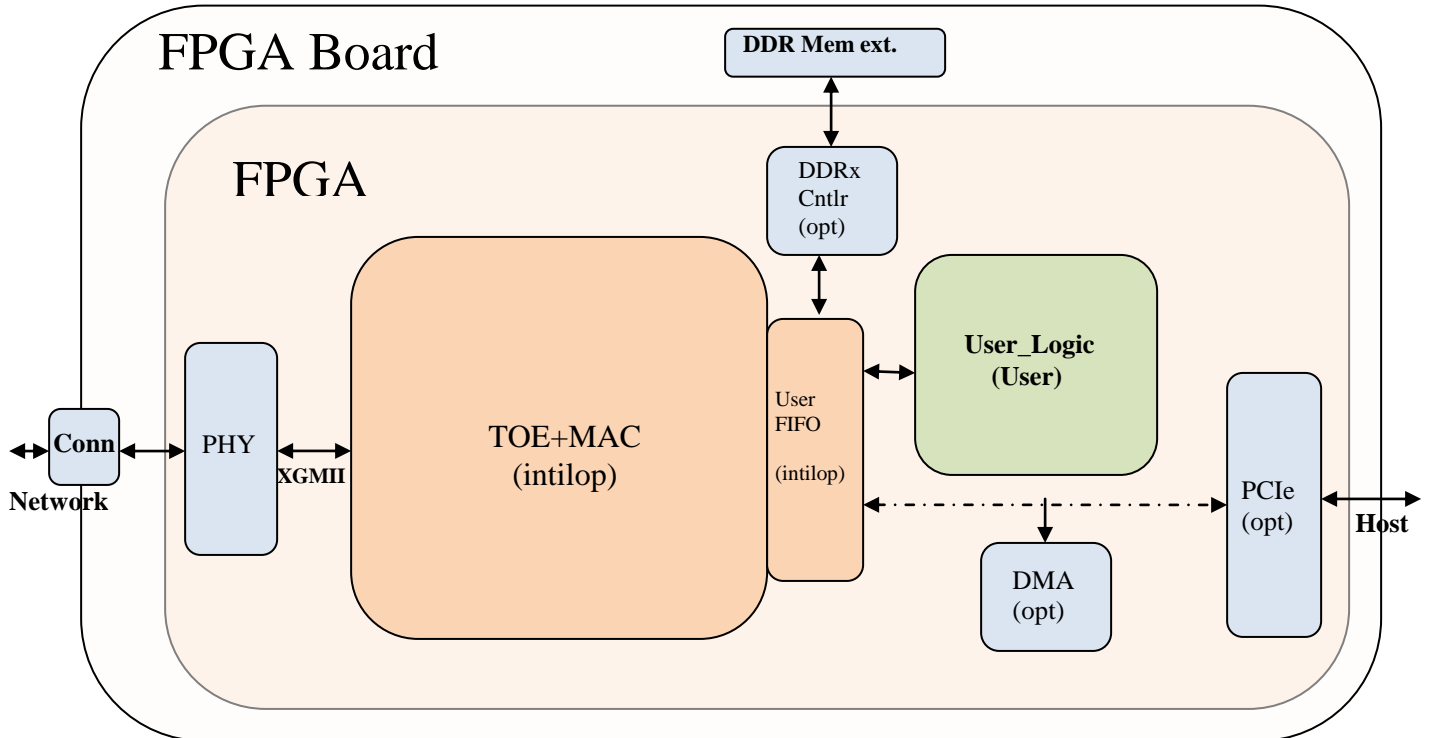 FPGA Board
DDR Mem ext.
FPGA
DDRx
Cntlr
(opt)
User_Logic
(User)
User
FIFO
(intilop)
TOE+MAC
(intilop)
PHY
XGMII
Conn
Network
PCIe
(opt)
Host
DMA
(opt)